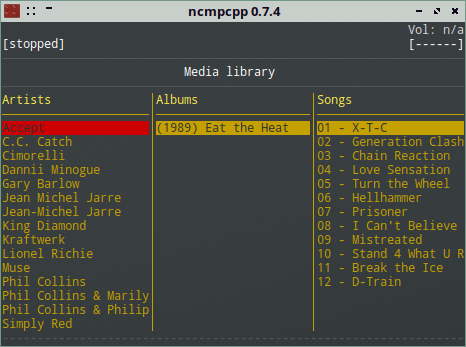 ncmpcpp 0.7.4
Vol: n/a
[stopped] [------]
Media library
Artists Albums Songs
Accept (1989) Eat the Heat 01 - X-T-C
C.C. Catch 02 - Generation Clash
Cimorelli 03 - Chain Reaction
Dannii Minogue 04 - Love Sensation
Gary Barlow 05 - Turn the Wheel
Jean Michel Jarre 06 - Hellhammer
Jean-Michel Jarre 07 - Prisoner
King Diamond 08 - I Can't Believe
Kraftwerk 09 - Mistreated
Lionel Richie 10 - Stand 4 What U R
Muse 11 - Break the Ice
Phil Collins 12 - D-Train
Phil Collins & Marily
Phil Collins & Philip
Simply Red